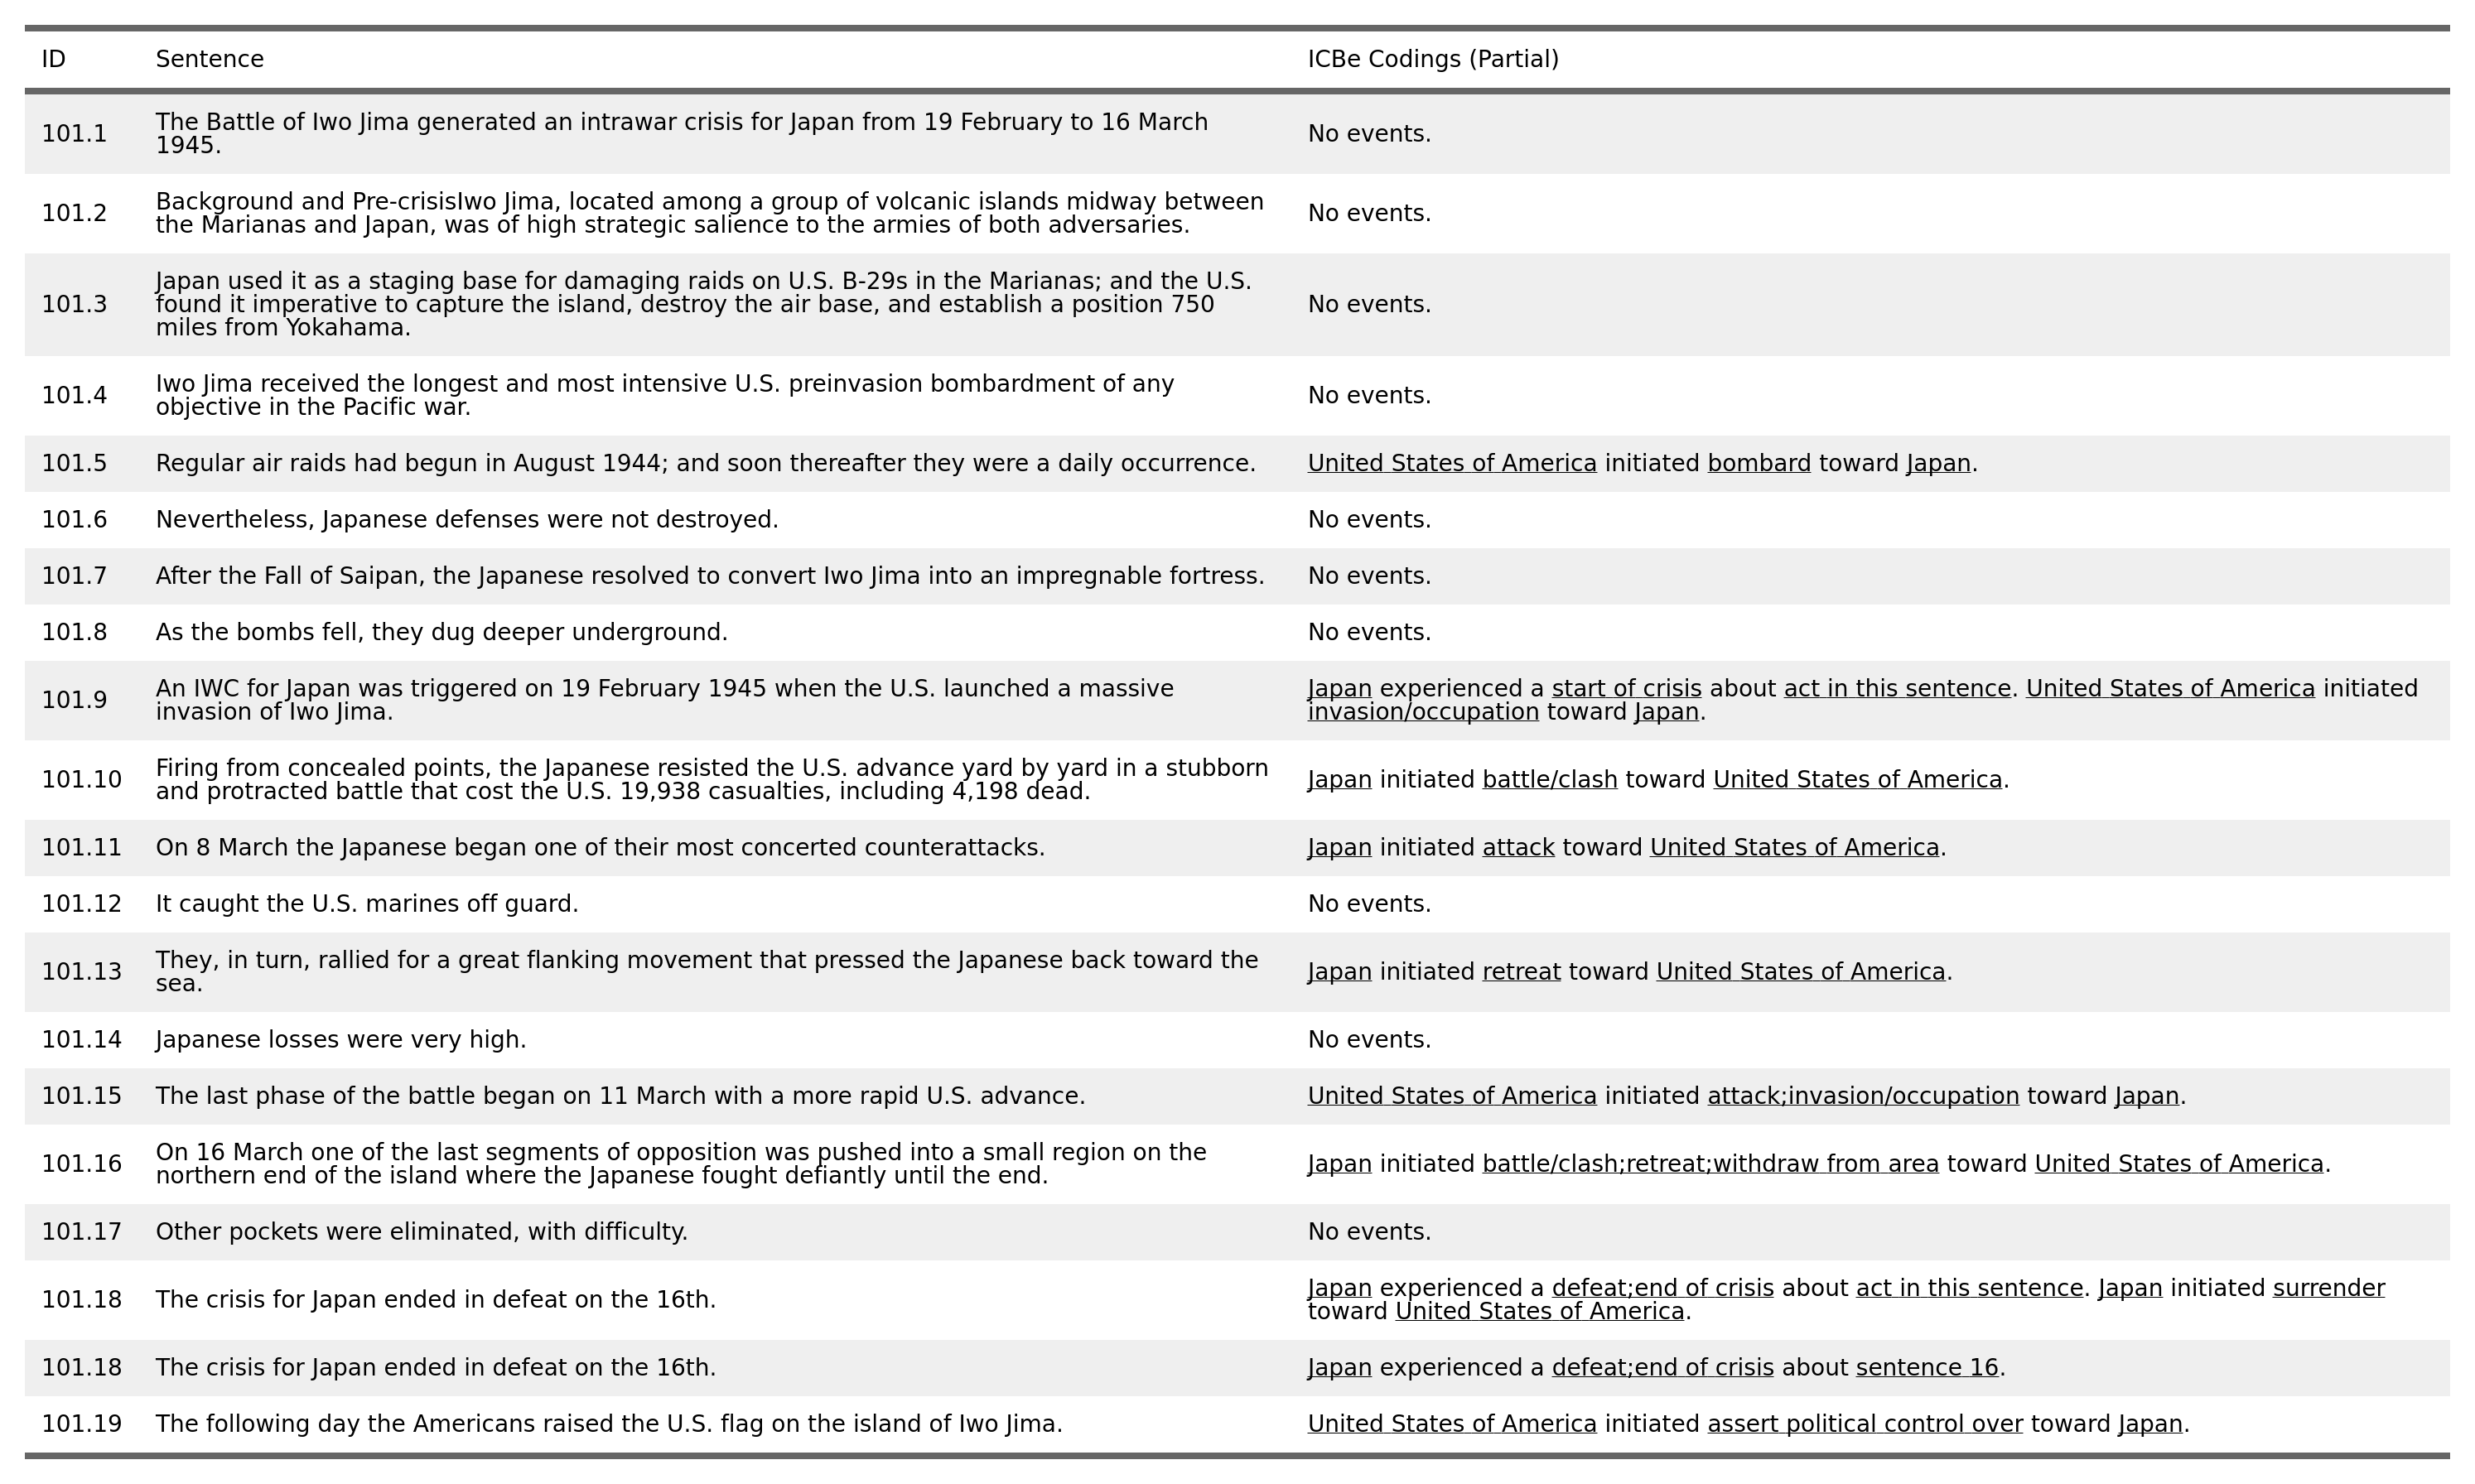 ID Sentence ICBe Codings (Partial)
101.1 The Battle of Iwo Jima generated an intrawar crisis for Japan from 19 February to 16 March
1945. No events.
101.2 Background and Pre-crisisIwo Jima, located among a group of volcanic islands midway between
the Marianas and Japan, was of high strategic salience to the armies of both adversaries. No events.
101.3 Japan used it as a staging base for damaging raids on U.S. B-29s in the Marianas; and the U.S.
found it imperative to capture the island, destroy the air base, and establish a position 750
miles from Yokahama. No events.
101.4 Iwo Jima received the longest and most intensive U.S. preinvasion bombardment of any
objective in the Pacific war. No events.
101.5 Regular air raids had begun in August 1944; and soon thereafter they were a daily occurrence. United States of America initiated bombard toward Japan.
101.6 Nevertheless, Japanese defenses were not destroyed. No events.
101.7 After the Fall of Saipan, the Japanese resolved to convert Iwo Jima into an impregnable fortress. No events.
101.8 As the bombs fell, they dug deeper underground. No events.
101.9 An IWC for Japan was triggered on 19 February 1945 when the U.S. launched a massive
invasion of Iwo Jima. Japan experienced a start of crisis about act in this sentence. United States of America initiated
invasion/occupation toward Japan.
101.10 Firing from concealed points, the Japanese resisted the U.S. advance yard by yard in a stubborn
and protracted battle that cost the U.S. 19,938 casualties, including 4,198 dead. Japan initiated battle/clash toward United States of America.
101.11 On 8 March the Japanese began one of their most concerted counterattacks. Japan initiated attack toward United States of America.
101.12 It caught the U.S. marines off guard. No events.
101.13 They, in turn, rallied for a great flanking movement that pressed the Japanese back toward the
sea. Japan initiated retreat toward United States of America.
101.14 Japanese losses were very high. No events.
101.15 The last phase of the battle began on 11 March with a more rapid U.S. advance. United States of America initiated attack;invasion/occupation toward Japan.
101.16 On 16 March one of the last segments of opposition was pushed into a small region on the
northern end of the island where the Japanese fought defiantly until the end. Japan initiated battle/clash;retreat;withdraw from area toward United States of America.
101.17 Other pockets were eliminated, with difficulty. No events.
101.18 The crisis for Japan ended in defeat on the 16th. Japan experienced a defeat;end of crisis about act in this sentence. Japan initiated surrender
toward United States of America.
101.18 The crisis for Japan ended in defeat on the 16th. Japan experienced a defeat;end of crisis about sentence 16.
101.19 The following day the Americans raised the U.S. flag on the island of Iwo Jima. United States of America initiated assert political control over toward Japan.